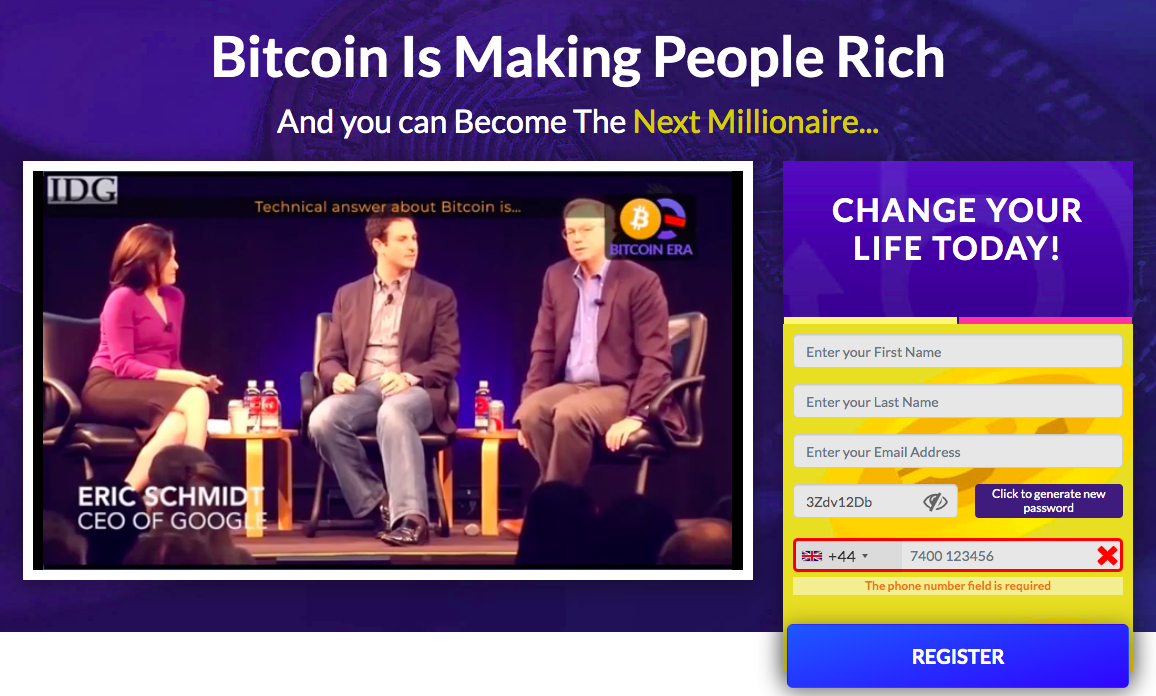 Bitcoin Is Making People Rich
And you can Become The Next Millionaire...
IDG
Technical answer about Bitcoin is...
BITCOIN ERA
ERIC SCHMIDT
CEO OF GOOGLE
CHANGE YOUR
LIFE TODAY!
Enter your First Name
Enter your Last Name
Enter your Email Address
3Zdv12Db
Click to generate new
password
+44
7400 123456
The phone number field is required
REGISTER